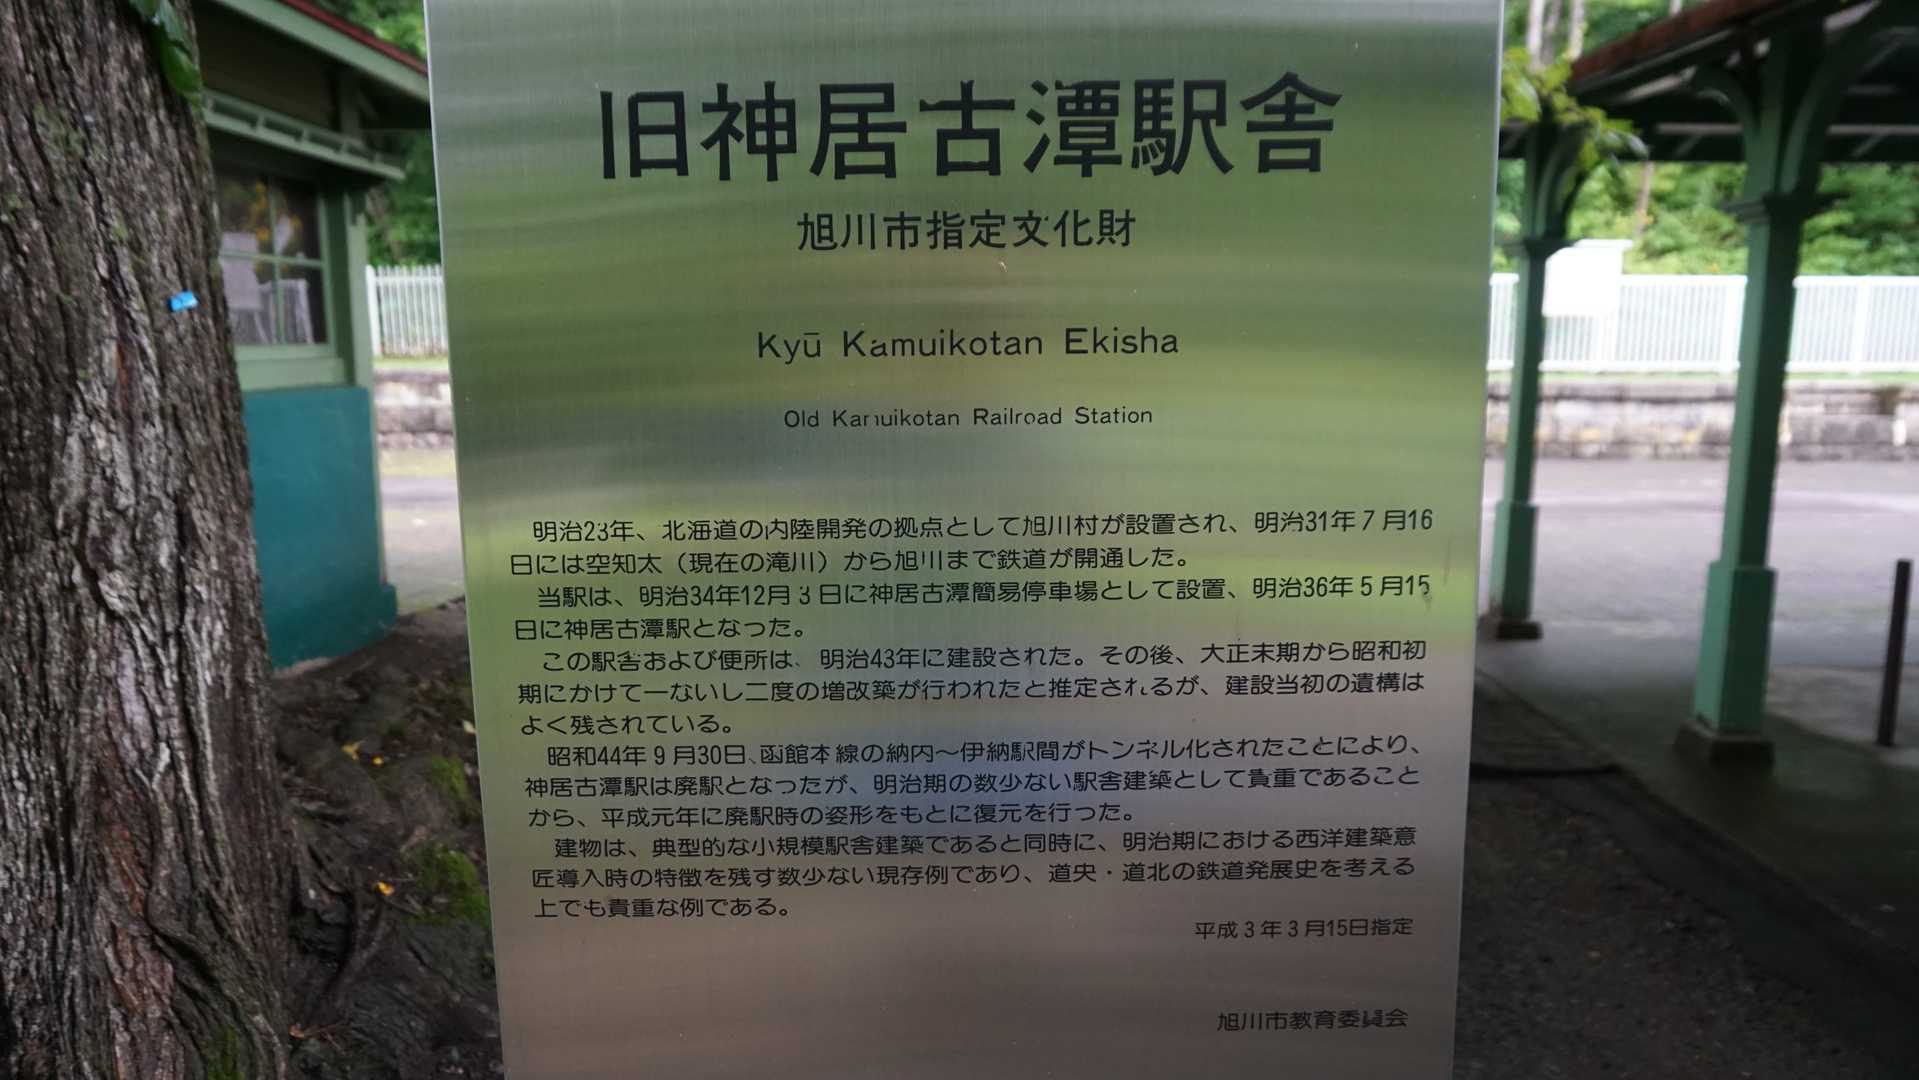 旧神居古潭駅舎
旭川市指定文化財
Kyū Kamuikotan Ekisha
Old Kamuikotan Railroad Station
明治23年、北海道の内陸開発の拠点として旭川村が設置され、明治31年7月16
日には空知太（現在の滝川）から旭川まで鉄道が開通した。
当駅は、明治34年12月3日に神居古潭簡易停車場として設置、明治36年5月15
日に神居古潭駅となった。
この駅舎および便所は、明治43年に建設された。その後、大正末期から昭和初
期にかけて一ないし二度の増改築が行われたと推定されるが、建設当初の遺構は
よく残されている。
昭和44年9月30日、函館本線の納内～伊納駅間がトンネル化されたことにより、
神居古潭駅は廃駅となったが、明治期の数少ない駅舎建築として貴重であること
から、平成元年に廃駅時の姿形をもとに復元を行った。
建物は、典型的な小規模駅舎建築であると同時に、明治期における西洋建築意
匠導入時の特徴を残す数少ない現存例であり、道央・道北の鉄道発展史を考える
上でも貴重な例である。
平成3年3月15日指定
旭川市教育委員会